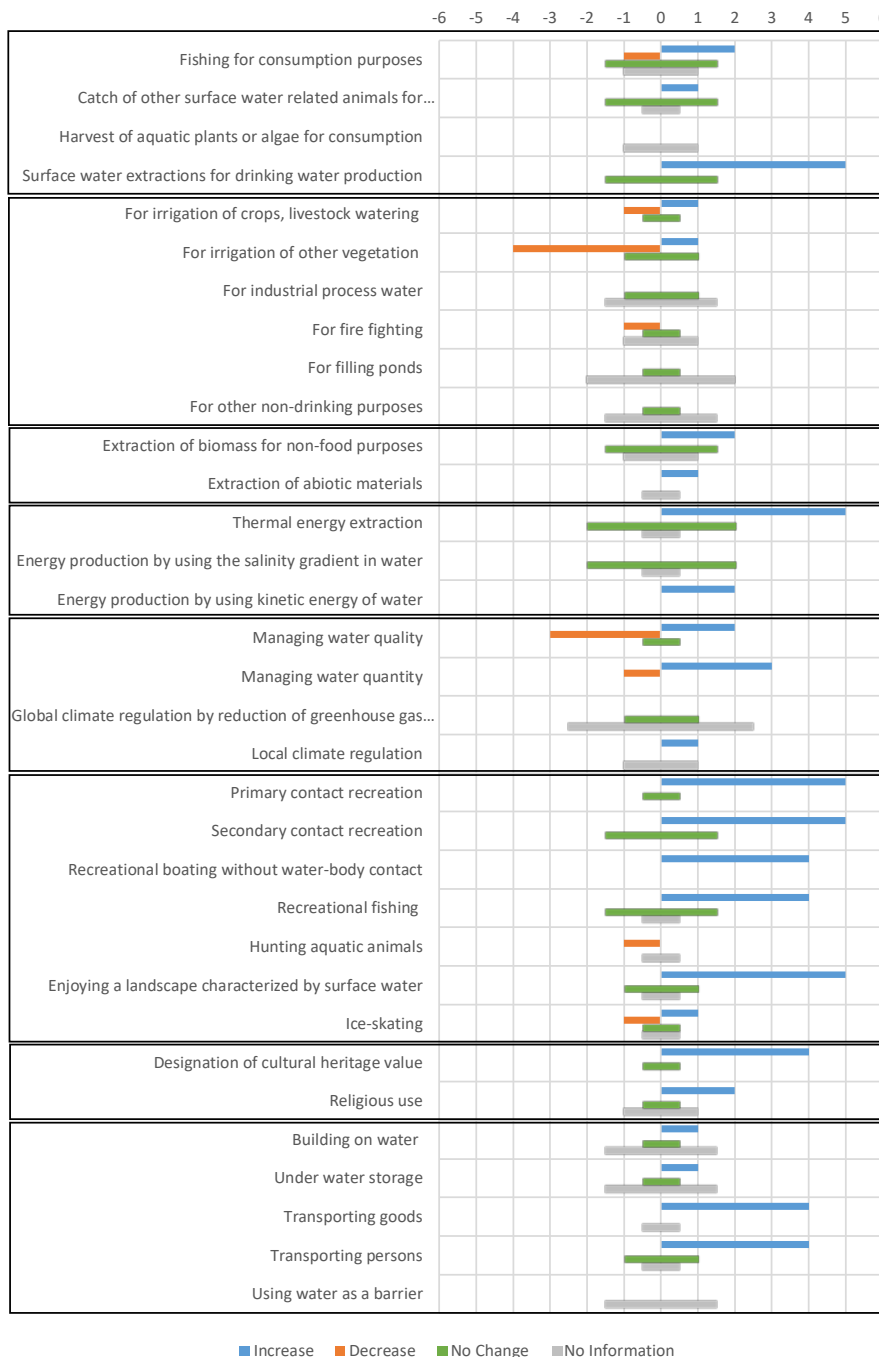 -6 -5 -4 -3 -2 -1 0 1 2 3 4 5 6
Fishing for consumption purposes
Catch of other surface water related animals for...
Harvest of aquatic plants or algae for consumption
Surface water extractions for drinking water production
For irrigation of crops, livestock watering
For irrigation of other vegetation
For industrial process water
For fire fighting
For filling ponds
For other non-drinking purposes
Extraction of biomass for non-food purposes
Extraction of abiotic materials
Thermal energy extraction
Energy production by using the salinity gradient in water
Energy production by using kinetic energy of water
Managing water quality
Managing water quantity
Global climate regulation by reduction of greenhouse gas...
Local climate regulation
Primary contact recreation
Secondary contact recreation
Recreational boating without water-body contact
Recreational fishing
Hunting aquatic animals
Enjoying a landscape characterized by surface water
Ice-skating
Designation of cultural heritage value
Religious use
Building on water
Under water storage
Transporting goods
Transporting persons
Using water as a barrier
Increase Decrease No Change No Information